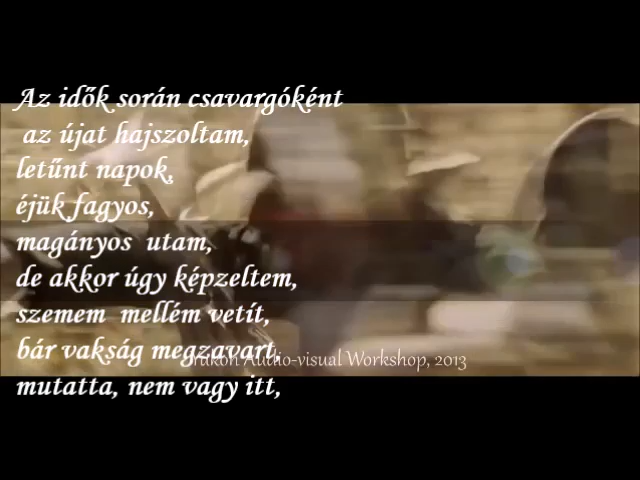 Az idők során csavargóként
az újat hajszoltam,
letűnt napok,
éjük fagyos,
magányos utam,
de akkor úgy képzeltem,
szemem mellém vetít,
bár vakság megzavart,
Audio-visual Workshop, 2013
mutatta, nem vagy itt,